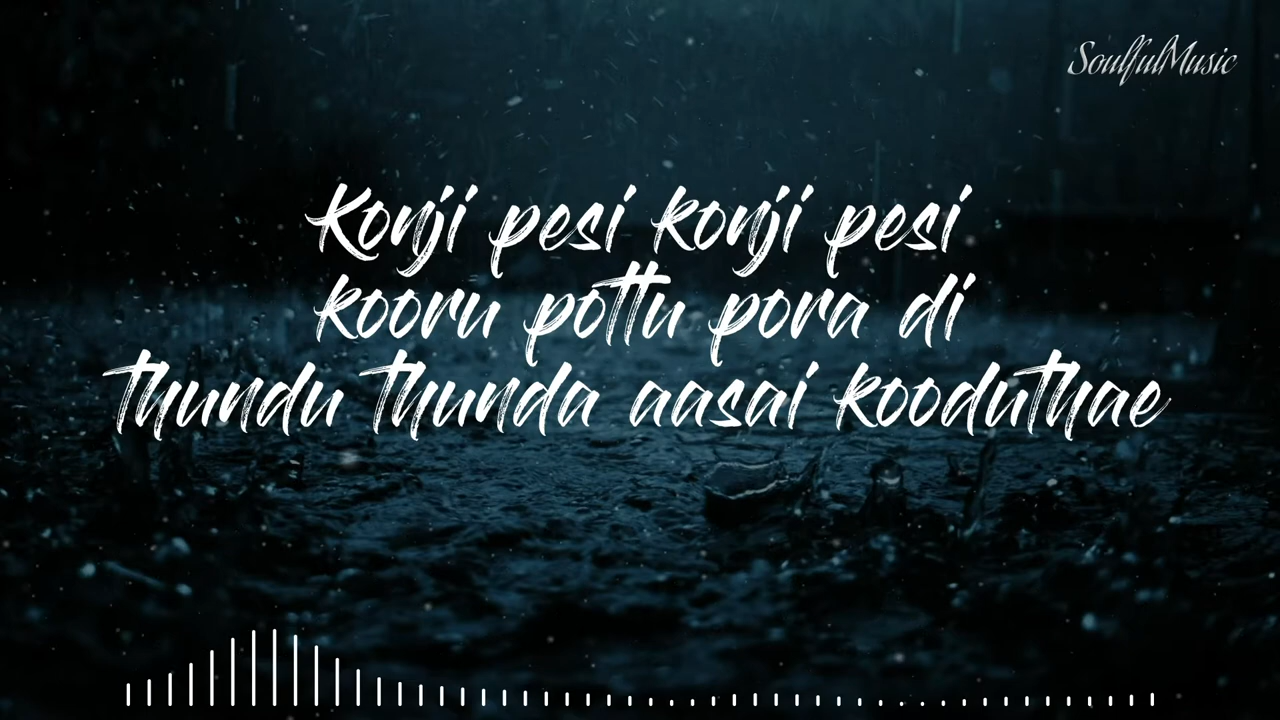 SoulfulMusic
Konji pesi konji pesi
kooru pottu pora di
thundu thunda aasai kooduthae